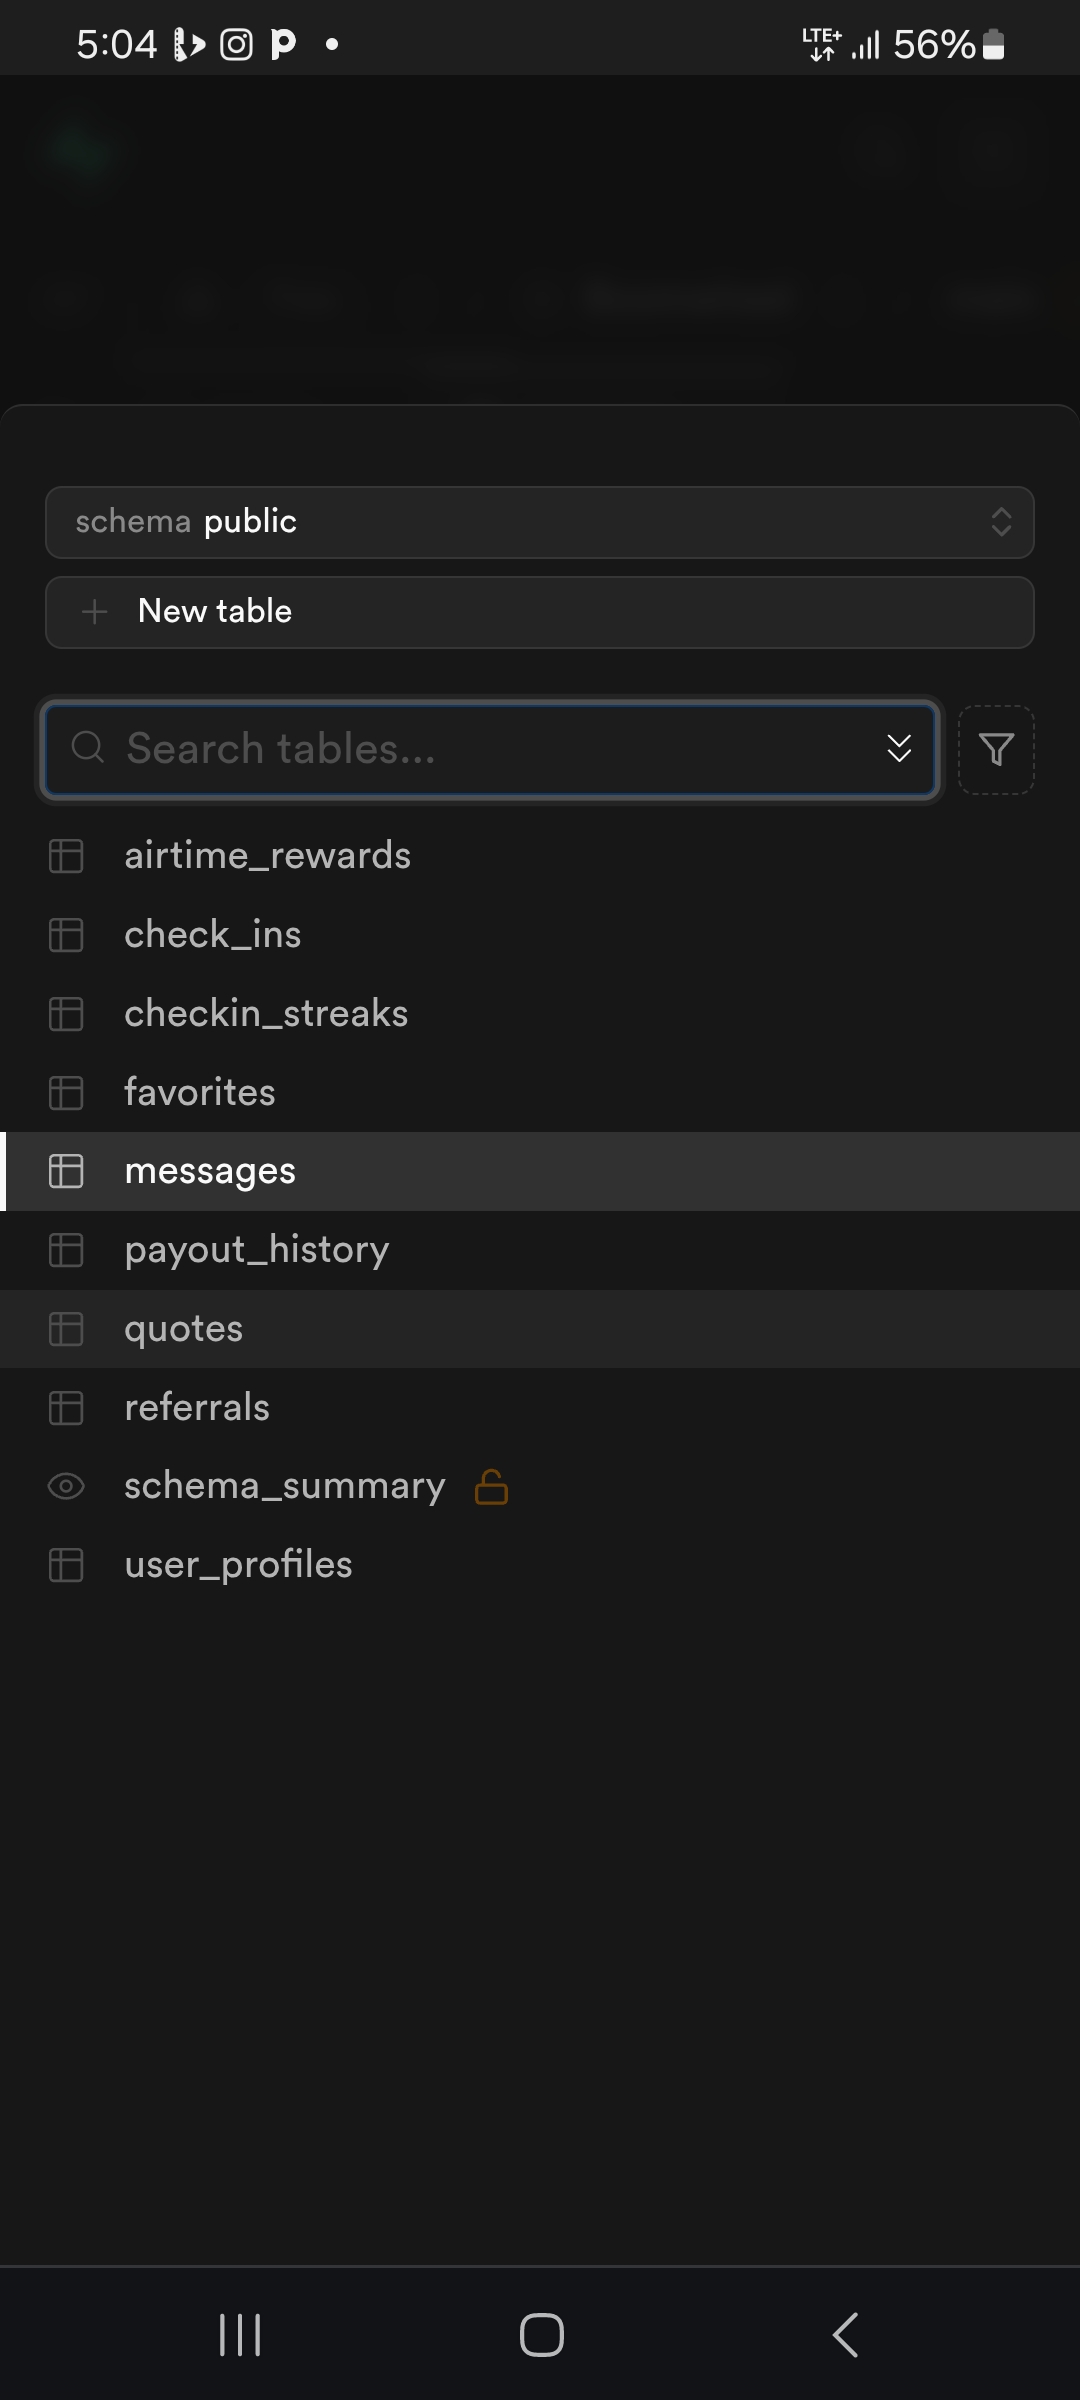 5:04
LTE+ 56%
schema public
New table
Search tables...
airtime_rewards
check_ins
checkin_streaks
favorites
messages
payout_history
quotes
referrals
schema_summary
user_profiles